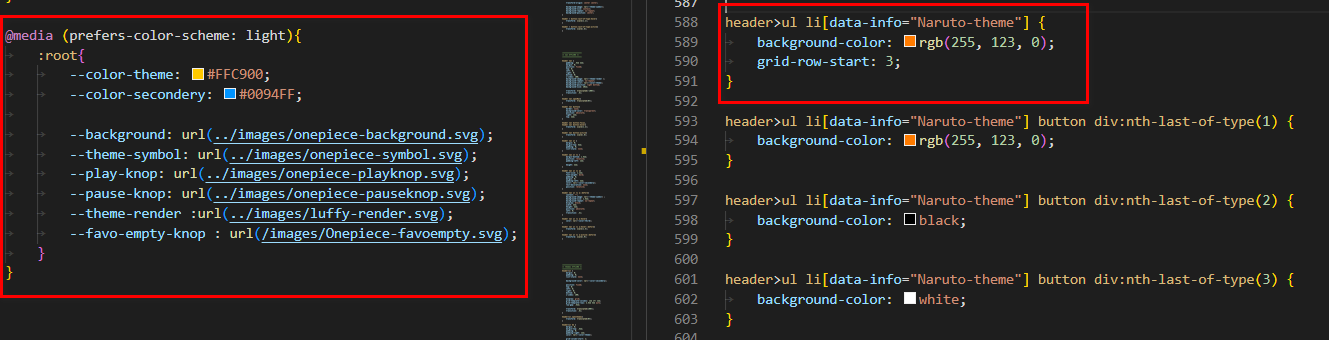 @media (prefers-color-scheme: light){
:root{
--color-theme: #FFC900;
--color-secondery: #0094FF;
--background: url(../images/onepiece-background.svg);
--theme-symbol: url(../images/onepiece-symbol.svg);
--play-knop: url(../images/onepiece-playknop.svg);
--pause-knop: url(../images/onepiece-pauseknop.svg);
--theme-render :url(../images/luffy-render.svg);
--favo-empty-knop : url(/images/Onepiece-favoempty.svg);
}
}
587
588 header>ul li[data-info="Naruto-theme"] {
589 background-color: rgb(255, 123, 0);
590 grid-row-start: 3;
591 }
592
593 header>ul li[data-info="Naruto-theme"] button div:nth-last-of-type(1) {
594 background-color: rgb(255, 123, 0);
595 }
596
597 header>ul li[data-info="Naruto-theme"] button div:nth-last-of-type(2) {
598 background-color: black;
599 }
600
601 header>ul li[data-info="Naruto-theme"] button div:nth-last-of-type(3) {
602 background-color: white;
603 }
604